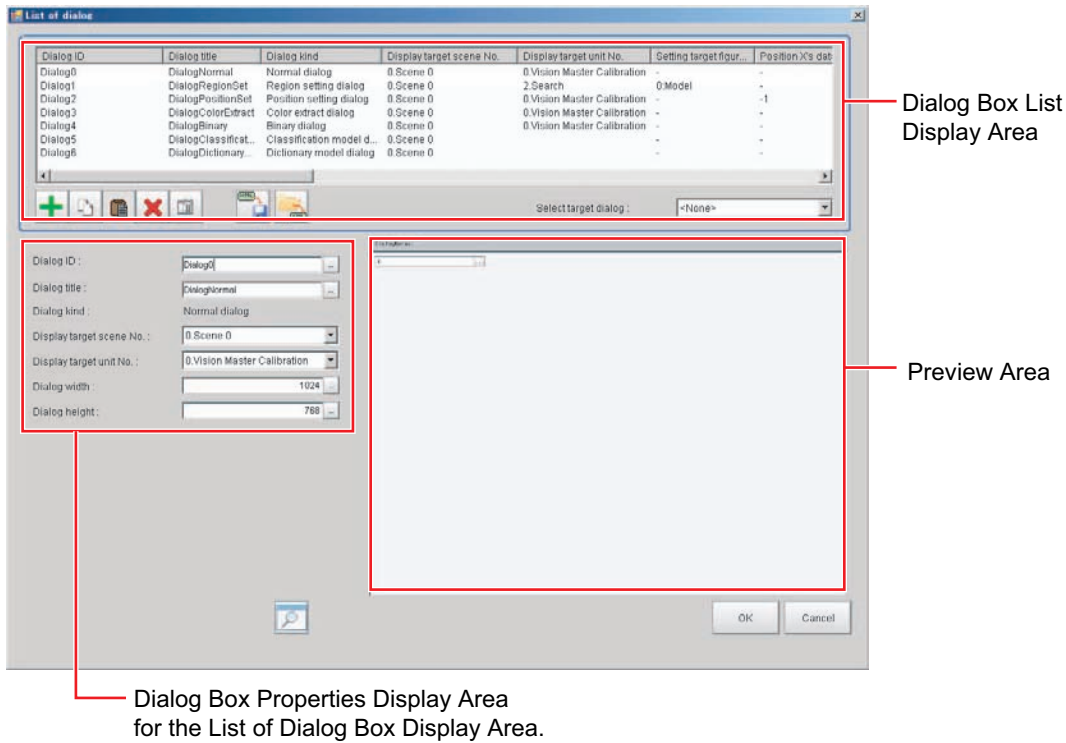 List of dialog
Dialog ID Dialog title Dialog kind Display target scene No. Display target unit No. Setting target figur... Position X's dat
Dialog0 DialogNormal Normal dialog 0.Scene 0 0.Vision Master Calibration - -
Dialog1 DialogRegionSet Region setting dialog 0.Scene 0 2.Search 0:Model -
Dialog2 DialogPositionSet Position setting dialog 0.Scene 0 0.Vision Master Calibration - -1
Dialog3 DialogColorExtract Color extract dialog 0.Scene 0 0.Vision Master Calibration - -
Dialog4 DialogBinary Binary dialog 0.Scene 0 0.Vision Master Calibration - -
Dialog5 DialogClassificat... Classification model d... 0.Scene 0 - -
Dialog6 DialogDictionary... Dictionary model dialog 0.Scene 0 - -
Dialog Box List
Display Area
Select target dialog : <None>
Dialog ID : Dialog0 ...
Dialog title : DialogNormal ...
Dialog kind : Normal dialog
Display target scene No. : 0.Scene 0
Display target unit No. : 0.Vision Master Calibration
Dialog width : 1024 ...
Dialog height : 768 ...
Preview Area
OK Cancel
Dialog Box Properties Display Area
for the List of Dialog Box Display Area.